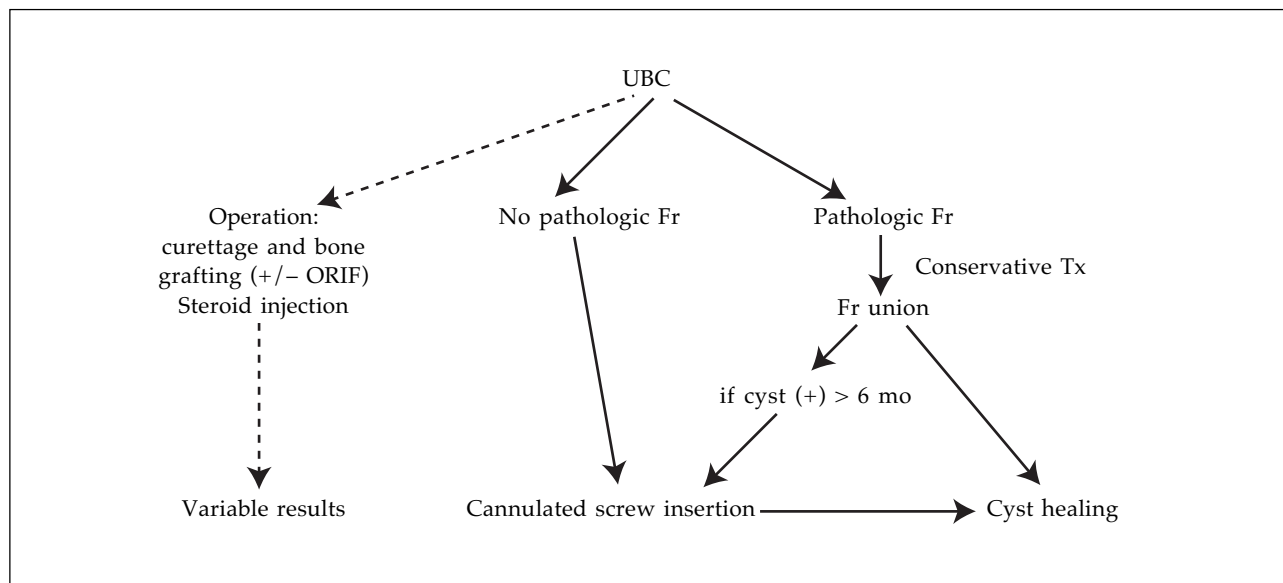 UBC
Operation:
curettage and bone
grafting (+/– ORIF)
Steroid injection
No pathologic Fr
Pathologic Fr
Conservative Tx
Fr union
if cyst (+) > 6 mo
Variable results
Cannulated screw insertion
Cyst healing